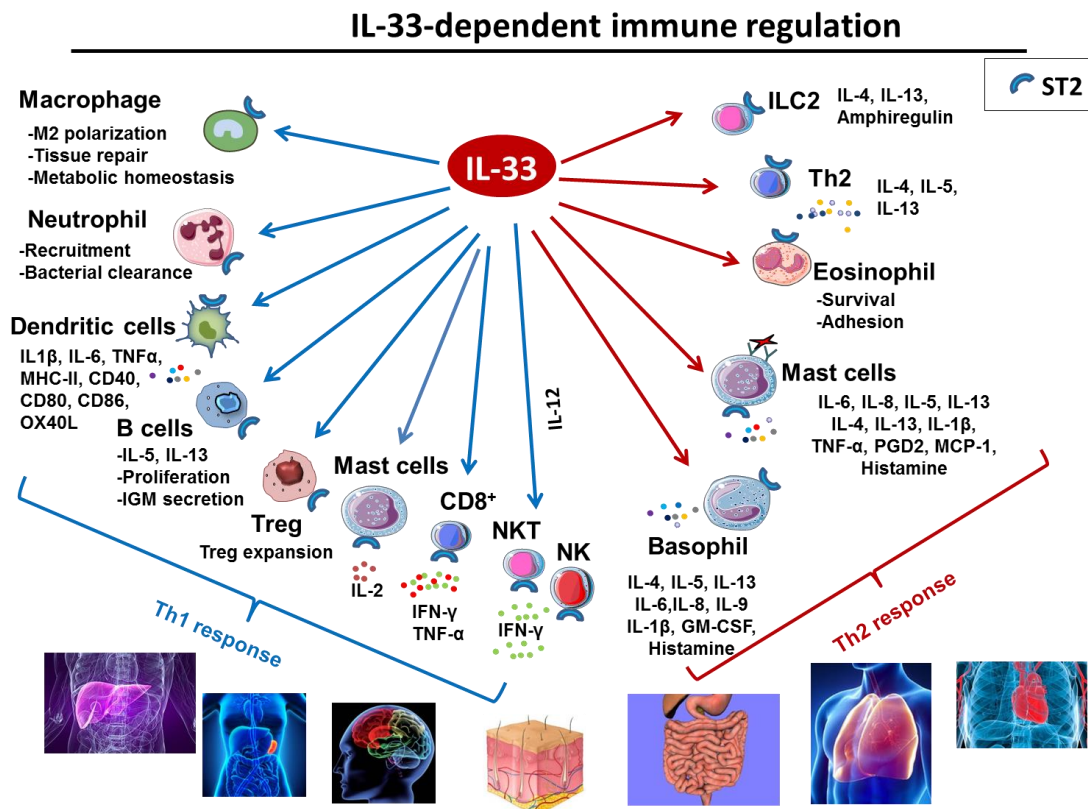 IL-33-dependent immune regulation
ST2
IL-33
Macrophage
-M2 polarization
-Tissue repair
-Metabolic homeostasis
Neutrophil
-Recruitment
-Bacterial clearance
Dendritic cells
IL1β, IL-6, TNFα,
MHC-II, CD40,
CD80, CD86,
OX40L
B cells
-IL-5, IL-13
-Proliferation
-IGM secretion
Treg
Treg expansion
Mast cells
IL-2
CD8⁺
IFN-γ
TNF-α
IL-12
NKT
NK
IFN-γ
Th1 response
ILC2
IL-4, IL-13,
Amphiregulin
Th2
IL-4, IL-5,
IL-13
Eosinophil
-Survival
-Adhesion
Mast cells
IL-6, IL-8, IL-5, IL-13
IL-4, IL-13, IL-1β,
TNF-α, PGD2, MCP-1,
Histamine
Basophil
IL-4, IL-5, IL-13
IL-6,IL-8, IL-9
IL-1β, GM-CSF,
Histamine
Th2 response